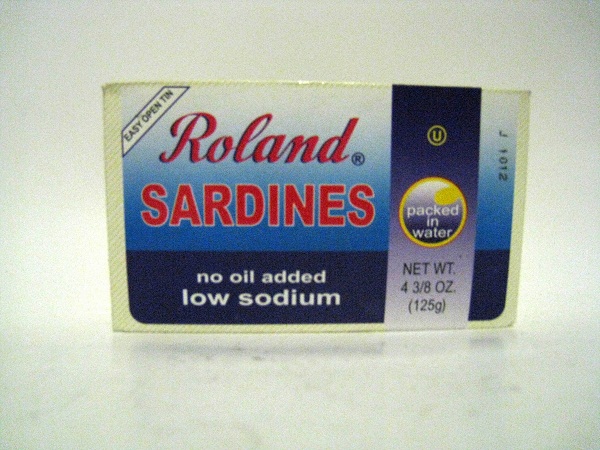 EASY OPEN TIN
Roland®
SARDINES
no oil added
low sodium
U
packed
in
water
NET WT.
4 3/8 OZ.
(125g)
J 1012